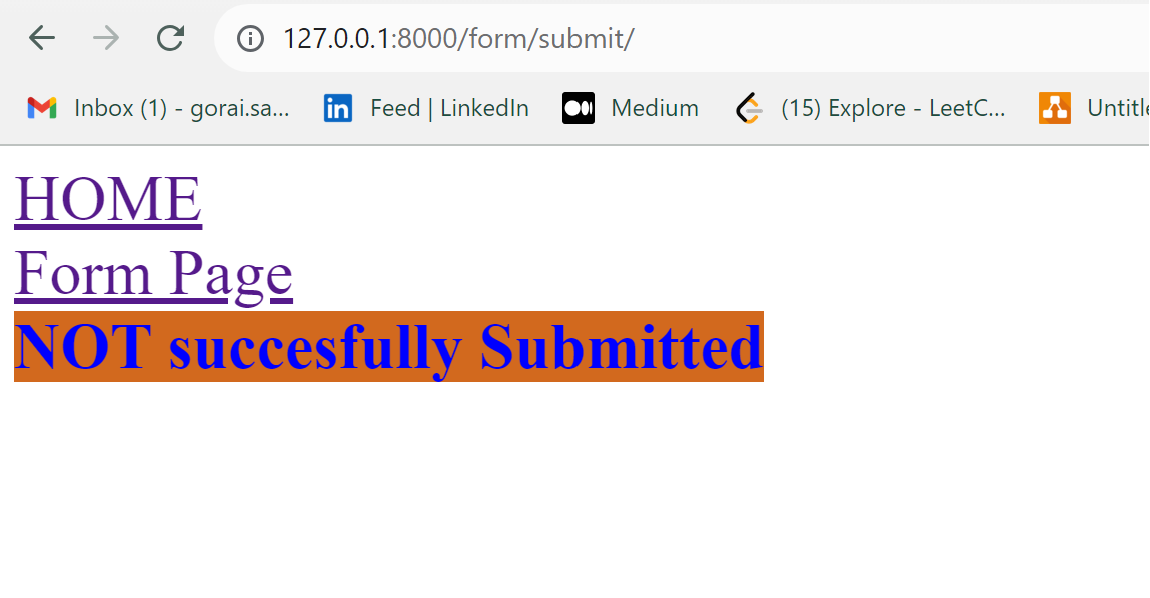 127.0.0.1:8000/form/submit/
Inbox (1) - gorai.sa... Feed | LinkedIn Medium (15) Explore - LeetC... Untitle
HOME
Form Page
NOT succesfully Submitted